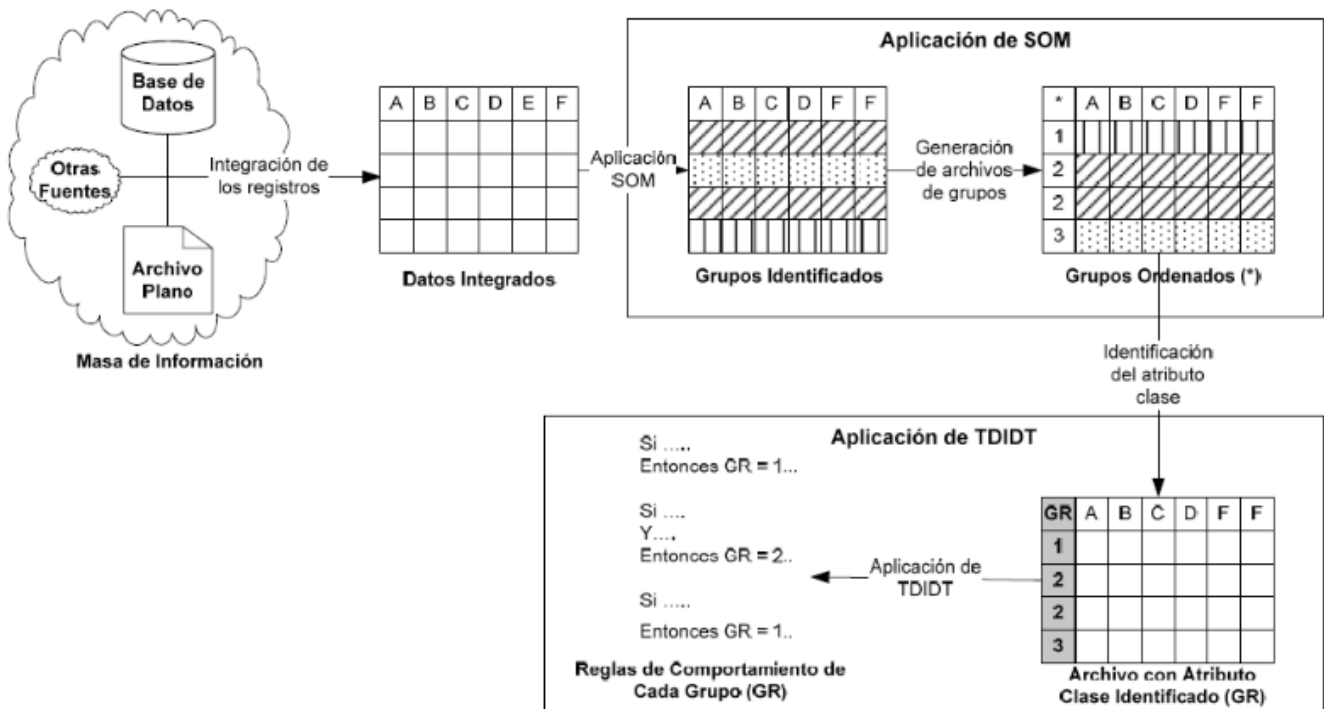 Aplicación de SOM
Base de
Datos
Otras
Fuentes
Archivo
Plano
Masa de Información
Integración de
los registros
A B C D E F
Datos Integrados
Aplicación
SOM
A B C D F F
Grupos Identificados
Generación
de archivos
de grupos
* A B C D F F
1
2
2
3
Grupos Ordenados (*)
Identificación
del atributo
clase
Aplicación de TDIDT
Si .....
Entonces GR = 1...
Si ....
Y....
Entonces GR = 2..
Si .....
Entonces GR = 1..
Reglas de Comportamiento de
Cada Grupo (GR)
Aplicación de
TDIDT
GR A B C D F F
1
2
2
3
Archivo con Atributo
Clase Identificado (GR)